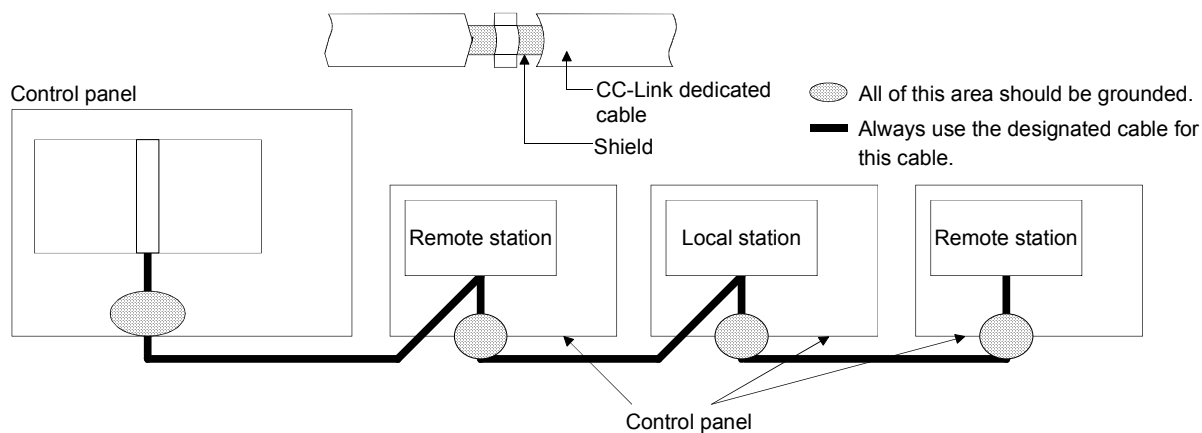 CC-Link dedicated
cable
Shield
Control panel
All of this area should be grounded.
Always use the designated cable for
this cable.
Remote station
Local station
Remote station
Control panel